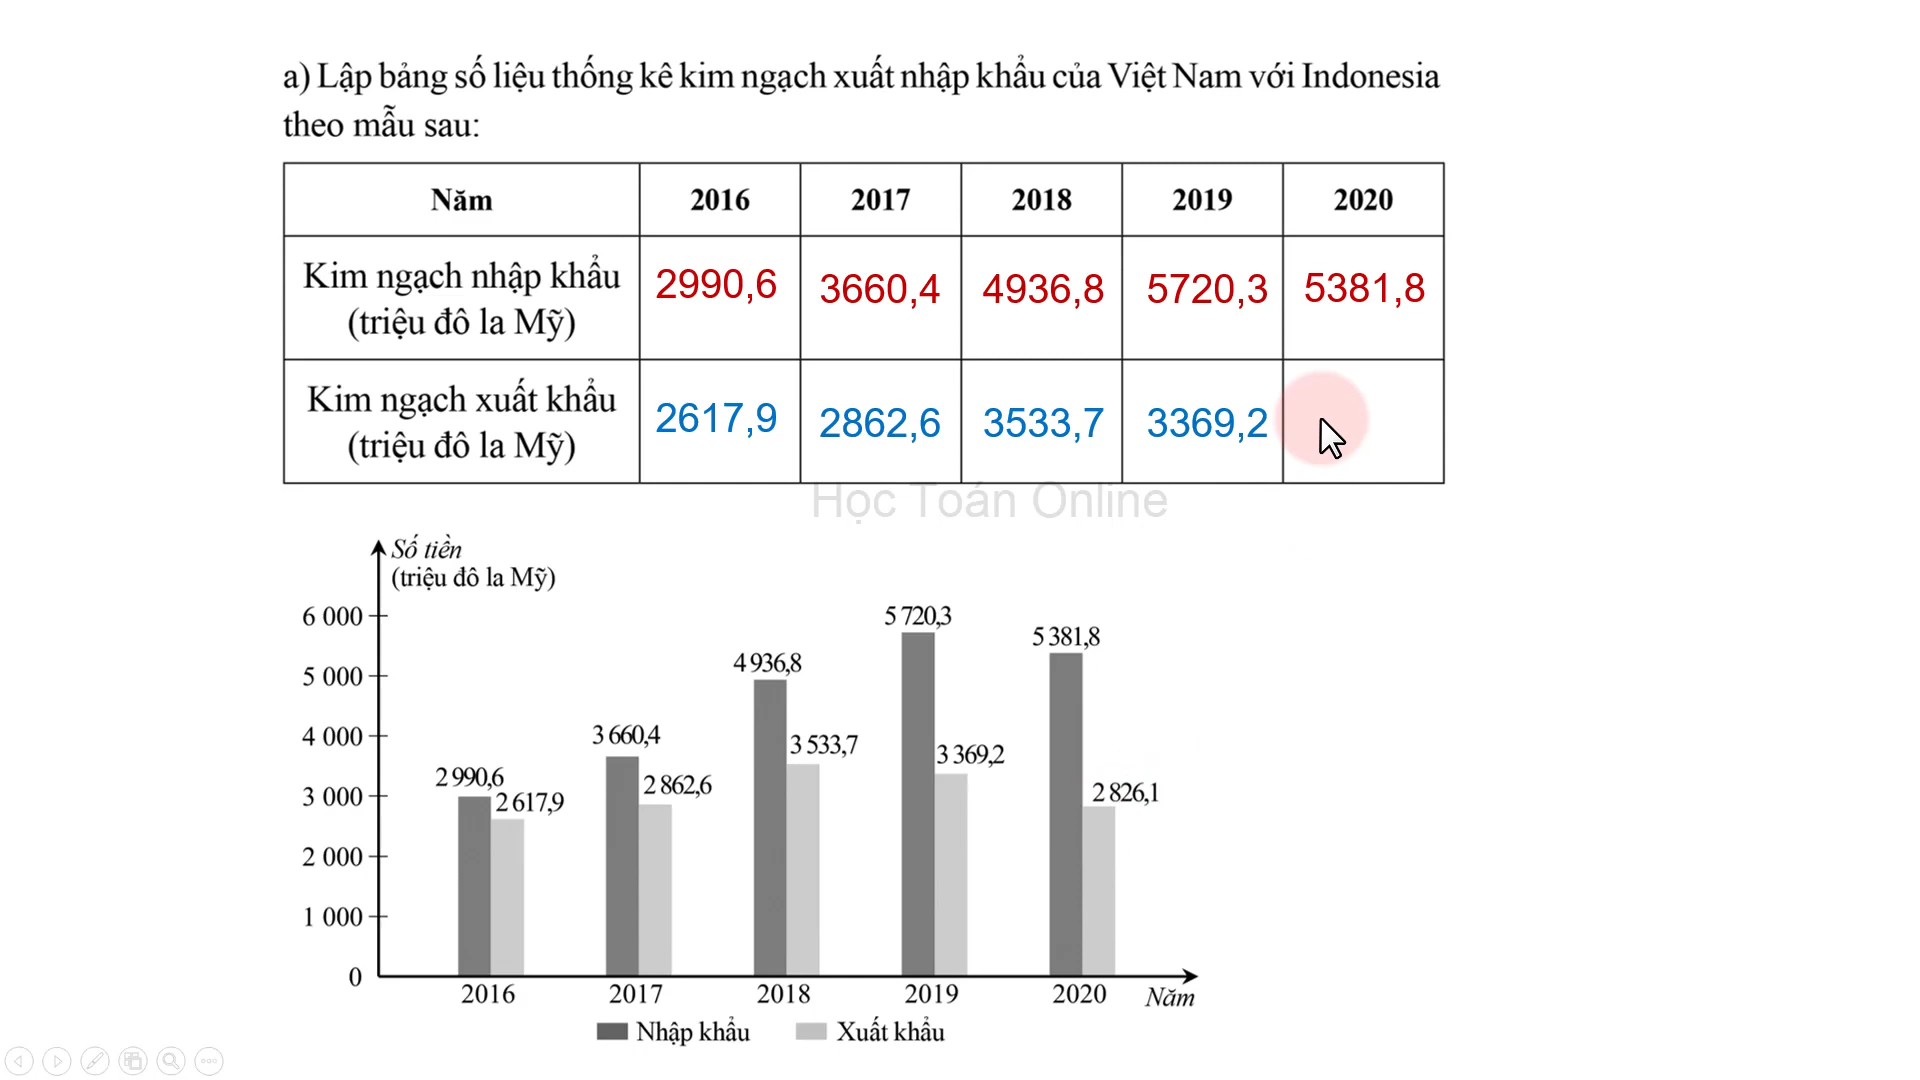 a) Lập bảng số liệu thống kê kim ngạch xuất nhập khẩu của Việt Nam với Indonesia
theo mẫu sau:
Năm 2016 2017 2018 2019 2020
Kim ngạch nhập khẩu
(triệu đô la Mỹ)
2990,6 3660,4 4936,8 5720,3 5381,8
Kim ngạch xuất khẩu
(triệu đô la Mỹ)
2617,9 2862,6 3533,7 3369,2
Học Toán Online
Số tiền
(triệu đô la Mỹ)
6 000
5 000
4 000
3 000
2 000
1 000
0
2 990,6
2 617,9
3 660,4
2 862,6
4 936,8
3 533,7
5 720,3
3 369,2
5 381,8
2 826,1
2016 2017 2018 2019 2020 Năm
Nhập khẩu Xuất khẩu